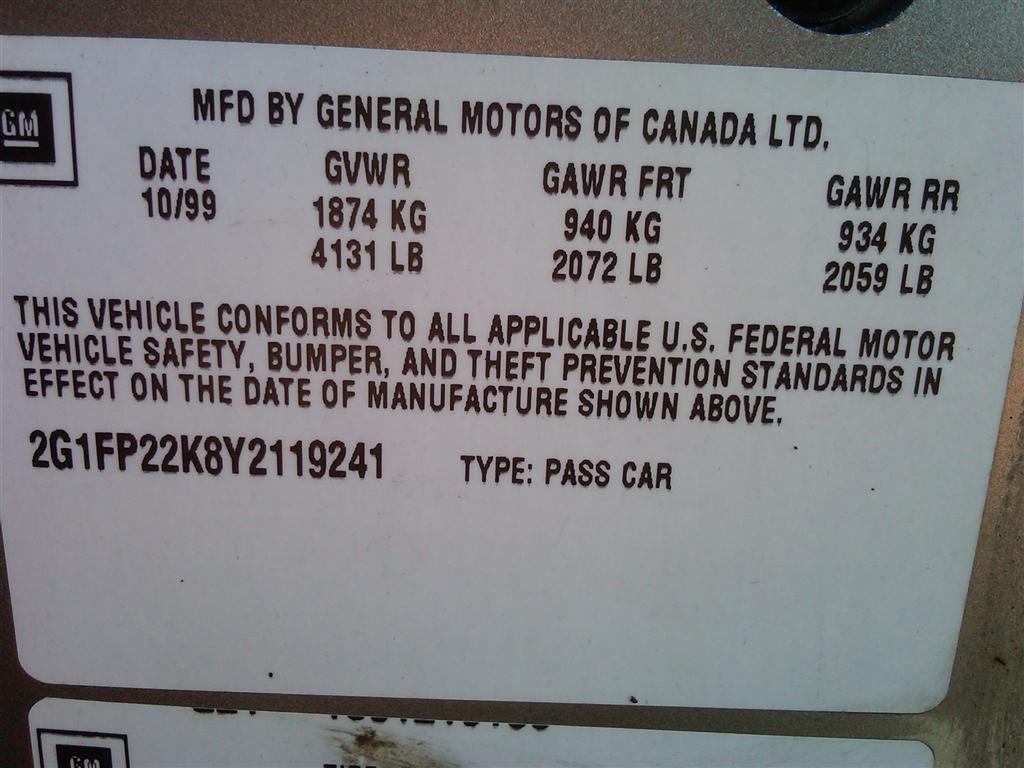 GM
MFD BY GENERAL MOTORS OF CANADA LTD.
DATE GVWR GAWR FRT GAWR RR
10/99 1874 KG 940 KG 934 KG
4131 LB 2072 LB 2059 LB
THIS VEHICLE CONFORMS TO ALL APPLICABLE U.S. FEDERAL MOTOR
VEHICLE SAFETY, BUMPER, AND THEFT PREVENTION STANDARDS IN
EFFECT ON THE DATE OF MANUFACTURE SHOWN ABOVE.
2G1FP22K8Y2119241 TYPE: PASS CAR
GM